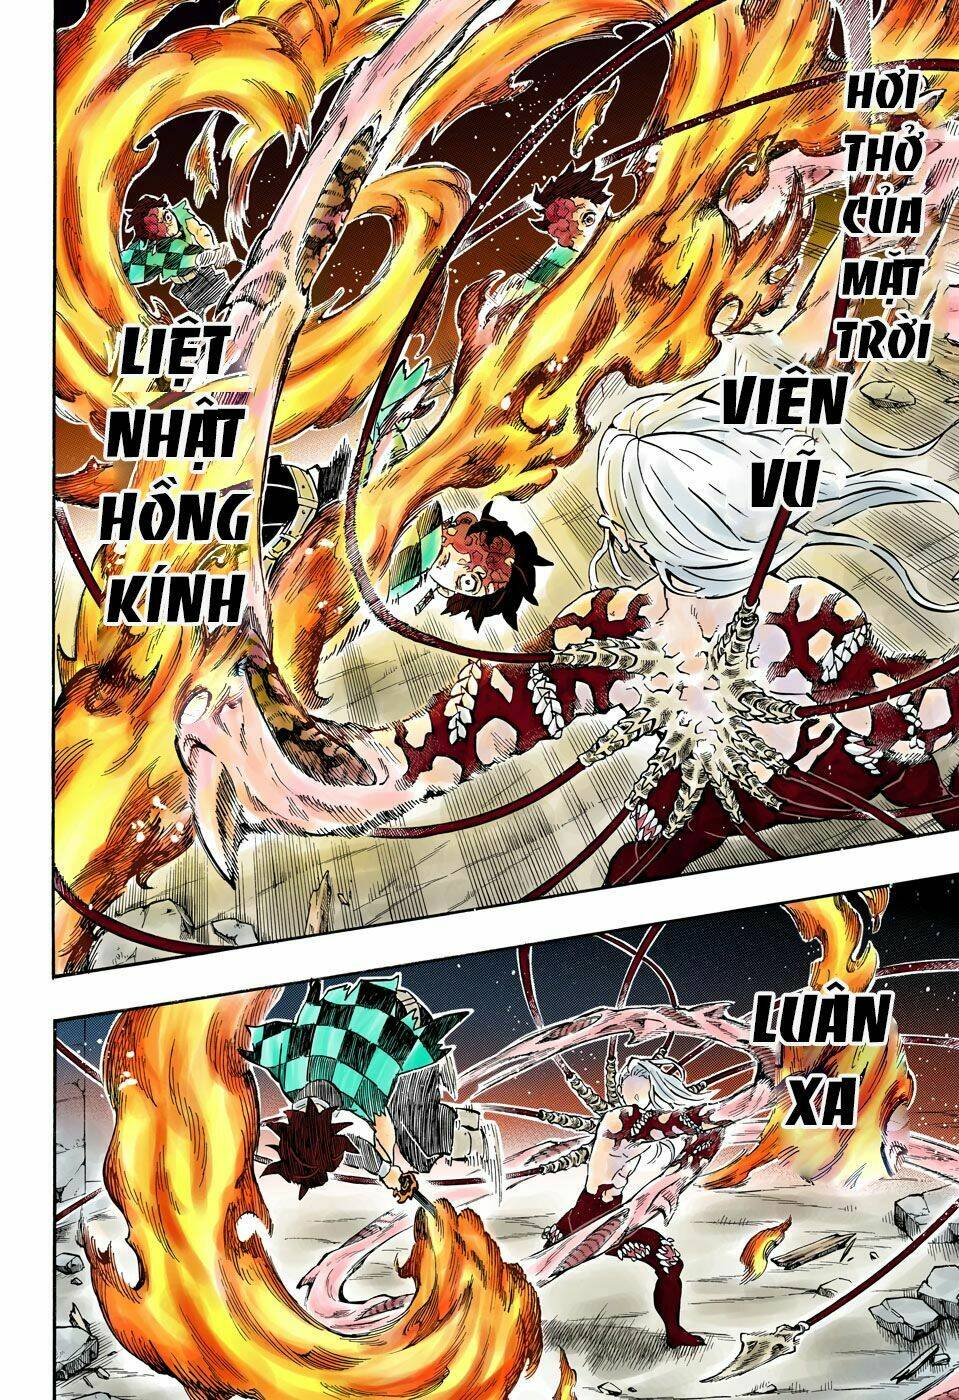 HƠI
THỞ
CỦA
MẶT
TRỜI
VIÊN
VŨ
LIỆT
NHẬT
HỒNG
KÍNH
LUÂN
XA